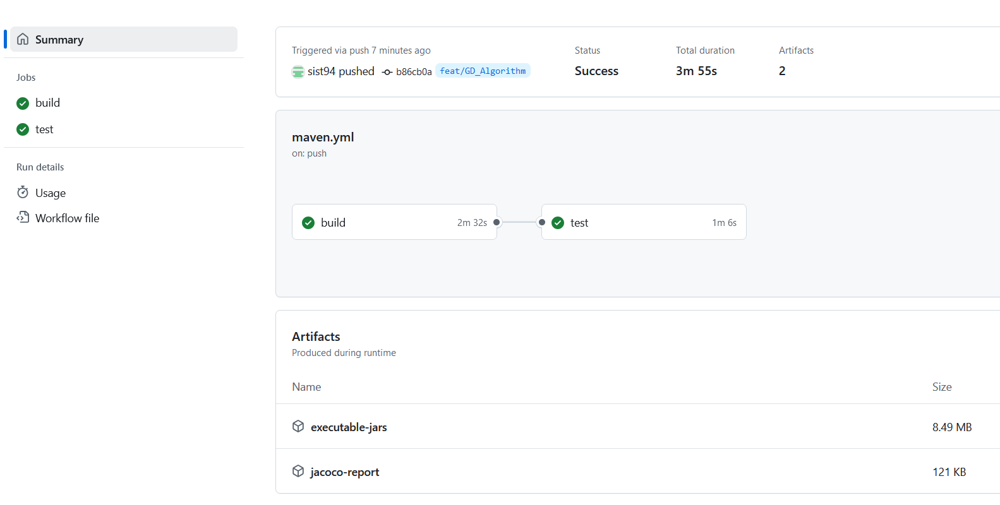 Summary
Jobs
build
test
Run details
Usage
Workflow file
Triggered via push 7 minutes ago
sist94 pushed b86cb0a feat/GD_Algorithm
Status
Success
Total duration
3m 55s
Artifacts
2
maven.yml
on: push
build 2m 32s
test 1m 6s
Artifacts
Produced during runtime
Name Size
executable-jars 8.49 MB
jacoco-report 121 KB